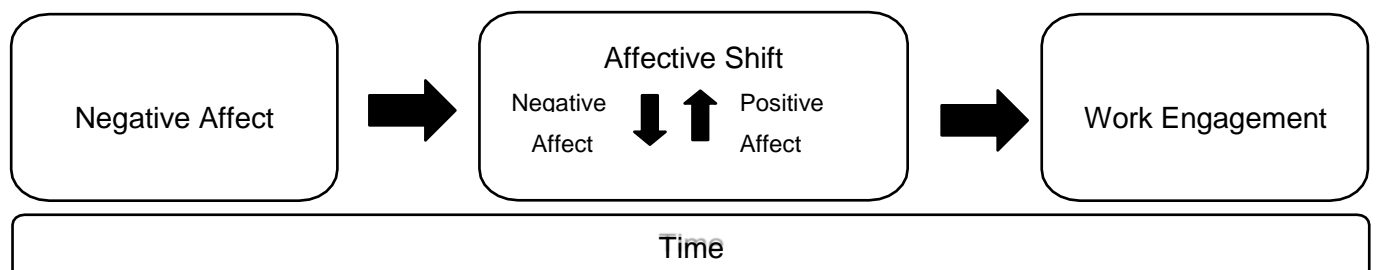 Affective Shift
Negative Affect
Negative
Affect
Positive
Affect
Work Engagement
Time